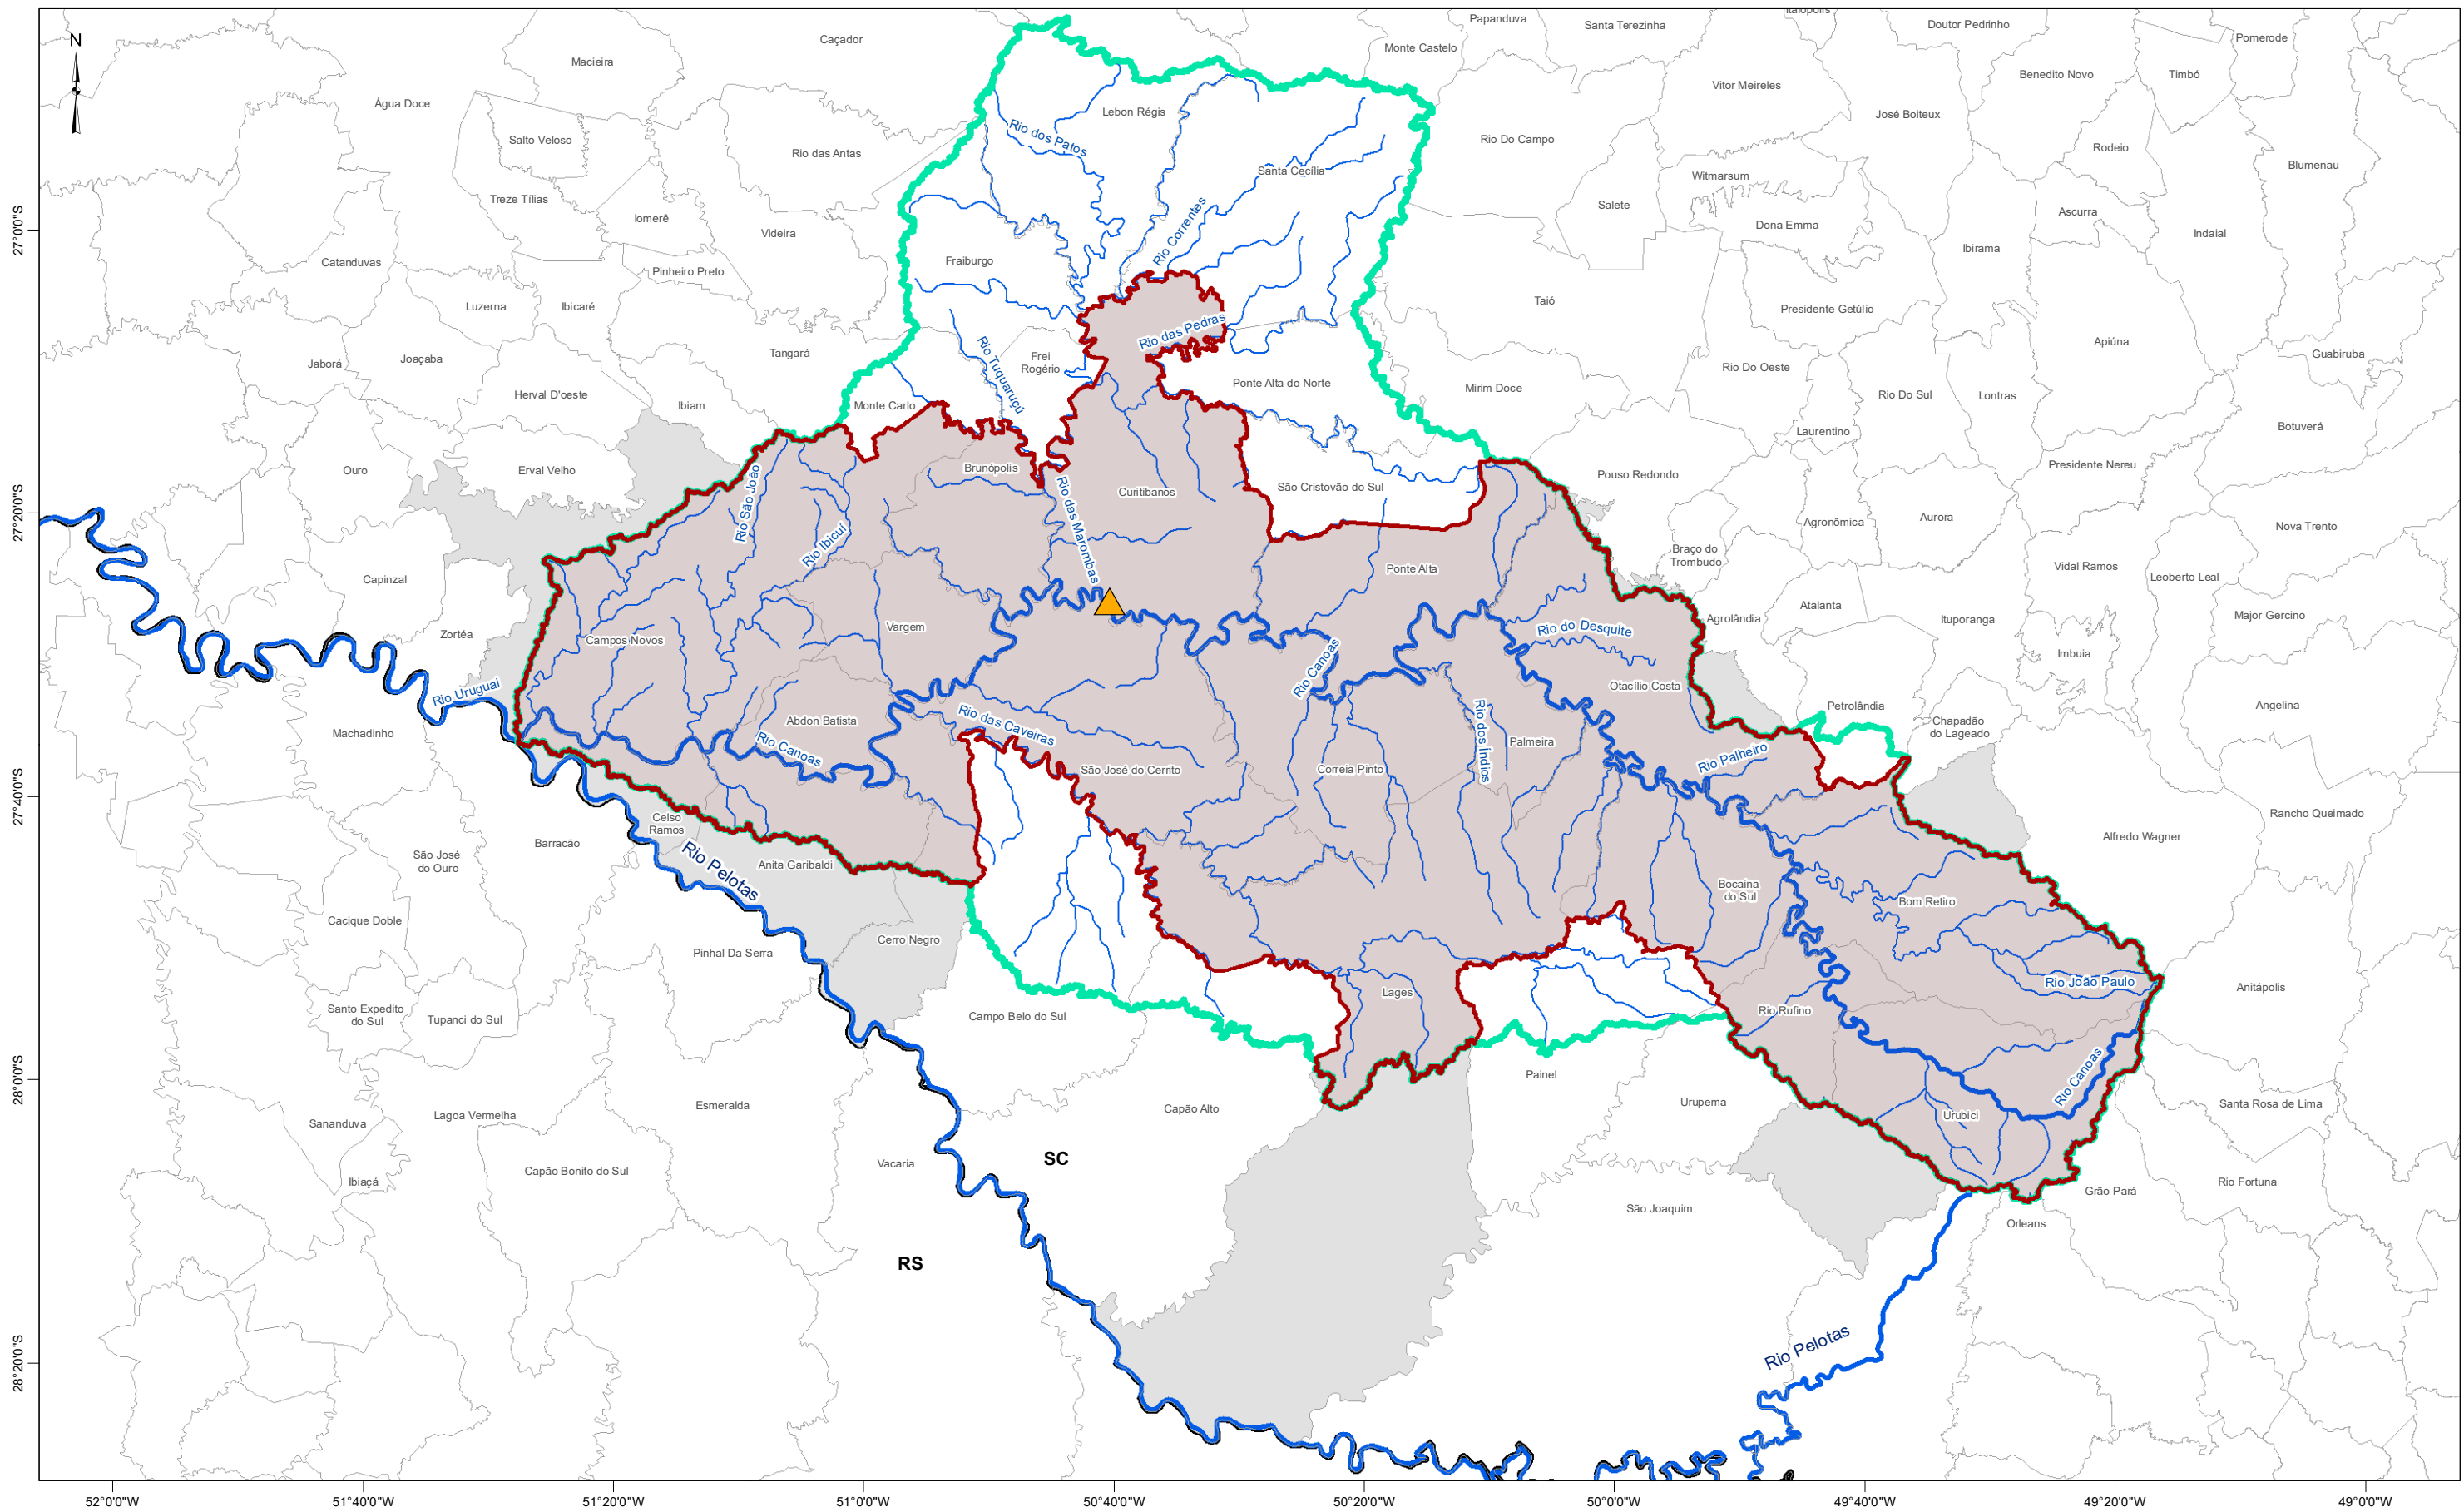 N
Caçador
Papanduva
Santa Terezinha
Itaiópolis
Doutor Pedrinho
Pomerode
Macieira
Monte Castelo
Benedito Novo
Timbó
Água Doce
Lebon Régis
Vitor Meireles
José Boiteux
Salto Veloso
Rio das Antas
Rio dos Patos
Rio Do Campo
Rodeio
Blumenau
Santa Cecília
Witmarsum
Treze Tílias
Iomerê
Salete
Ascurra
27°0'0"S
Videira
Rio Correntes
Dona Emma
Indaial
Ibirama
Catanduvas
Pinheiro Preto
Fraiburgo
Luzerna
Ibicaré
Taió
Presidente Getúlio
Rio das Pedras
Apiúna
Jaborá
Joaçaba
Tangará
Rio Tuquaruçú
Frei
Rogério
Guabiruba
Rio Do Oeste
Ponte Alta do Norte
Mirim Doce
Herval D'oeste
Ibiam
Monte Carlo
Rio Do Sul
Lontras
Laurentino
Botuverá
Ouro
Erval Velho
Brunópolis
Curitibanos
São Cristovão do Sul
Pouso Redondo
Presidente Nereu
27°20'0"S
Rio São João
Rio Ibicuí
Rio das Marombas
Agronômica
Aurora
Nova Trento
Capinzal
Ponte Alta
Braço do
Trombudo
Vidal Ramos
Leoberto Leal
Zortéa
Campos Novos
Vargem
Rio do Desquite
Agrolândia
Atalanta
Ituporanga
Major Gercino
Imbuia
Rio Uruguai
Rio Canoas
Otacílio Costa
Machadinho
Abdon Batista
Rio das Caveiras
Rio dos Índios
Palmeira
Petrolândia
Chapadão
do Lageado
Angelina
Rio Canoas
São José do Cerrito
Correia Pinto
Rio Palheiro
27°40'0"S
Celso
Ramos
Barracão
São José
do Ouro
Rio Pelotas
Anita Garibaldi
Alfredo Wagner
Rancho Queimado
Bocaina
do Sul
Bom Retiro
Cacique Doble
Pinhal Da Serra
Cerro Negro
Santo Expedito
do Sul
Tupanci do Sul
Campo Belo do Sul
Lages
Rio Rufino
Rio João Paulo
Anitápolis
28°0'0"S
Painel
Rio Canoas
Esmeralda
Capão Alto
Urupema
Urubici
Santa Rosa de Lima
Sananduva
Lagoa Vermelha
SC
Vacaria
Capão Bonito do Sul
Ibiaçá
São Joaquim
Grão Pará
Rio Fortuna
Orleans
RS
Rio Pelotas
28°20'0"S
52°0'0"W
51°40'0"W
51°20'0"W
51°0'0"W
50°40'0"W
50°20'0"W
50°0'0"W
49°40'0"W
49°20'0"W
49°0'0"W